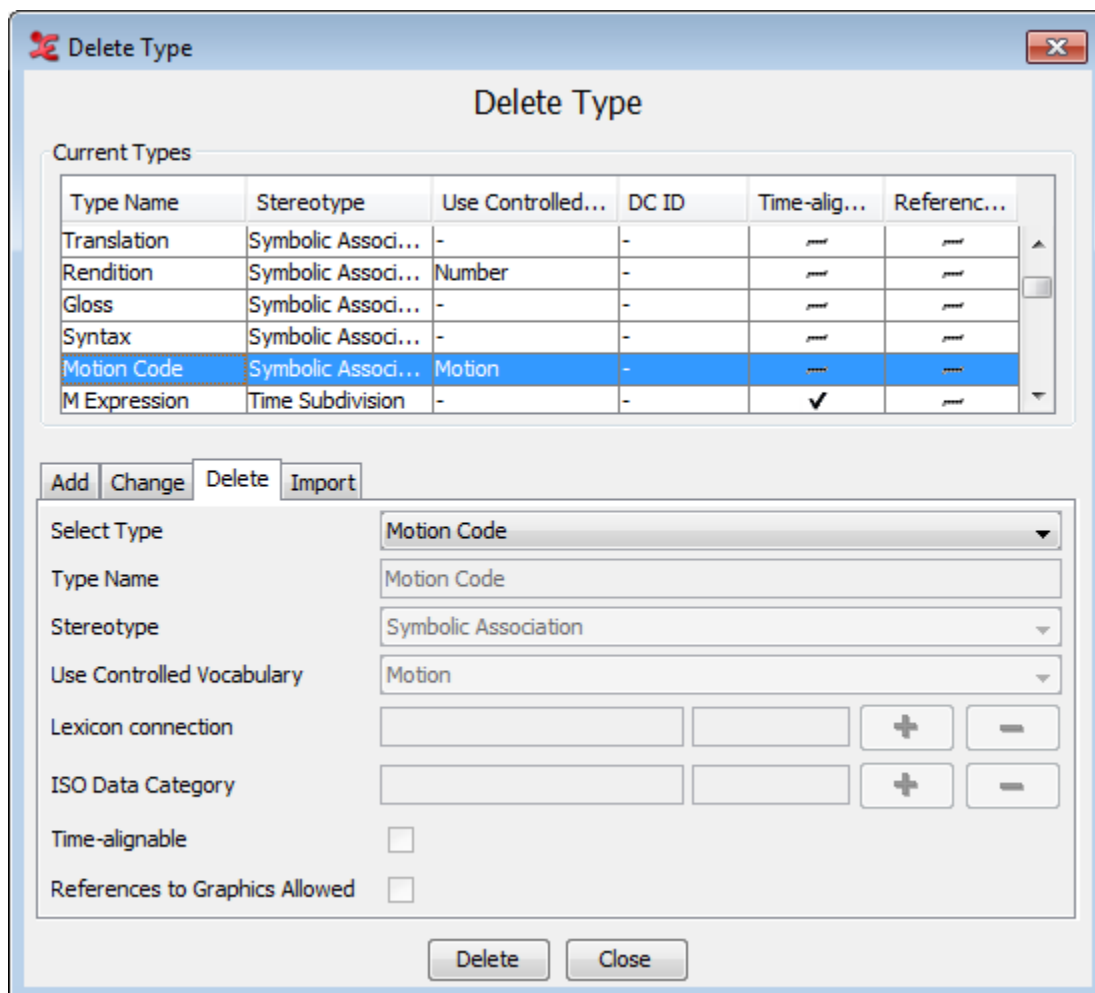 Delete Type
Delete Type
Current Types
Type Name Stereotype Use Controlled... DC ID Time-alig... Referenc...
Translation Symbolic Associ... - -
Rendition Symbolic Associ... Number -
Gloss Symbolic Associ... - -
Syntax Symbolic Associ... - -
Motion Code Symbolic Associ... Motion -
M Expression Time Subdivision - -
Add Change Delete Import
Select Type Motion Code
Type Name Motion Code
Stereotype Symbolic Association
Use Controlled Vocabulary Motion
Lexicon connection
ISO Data Category
Time-alignable
References to Graphics Allowed
Delete Close